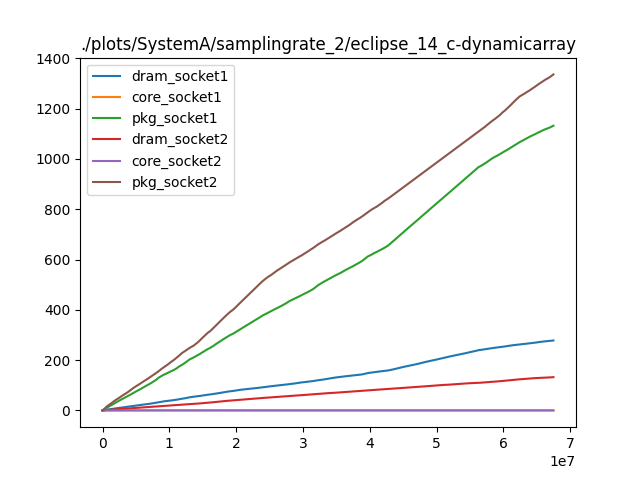 ./plots/SystemA/samplingrate_2/eclipse_14_c-dynamicarray
1400
1200
1000
800
600
400
200
0
dram_socket1
core_socket1
pkg_socket1
dram_socket2
core_socket2
pkg_socket2
0 1 2 3 4 5 6 7
1e7